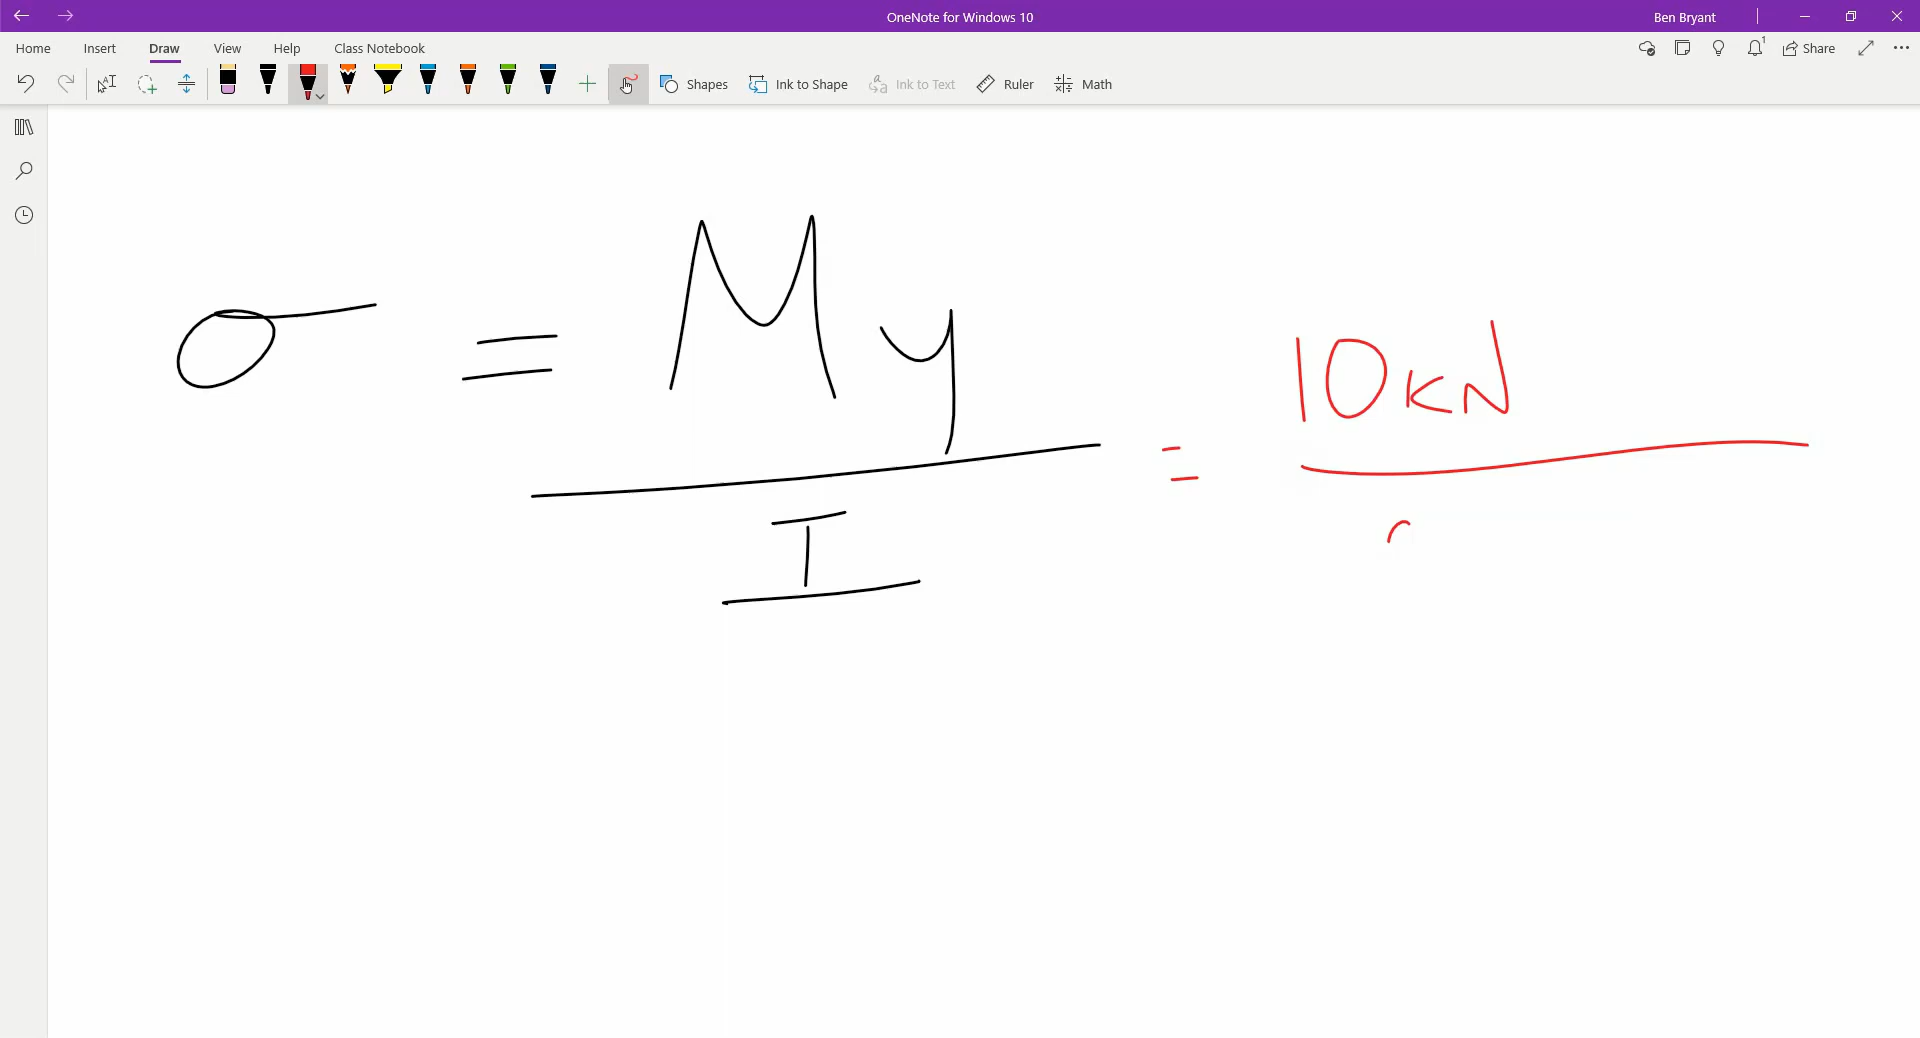 OneNote for Windows 10
Ben Bryant
Home Insert Draw View Help Class Notebook
1 Share
Shapes Ink to Shape Ink to Text Ruler Math
σ = My = 10kN
I